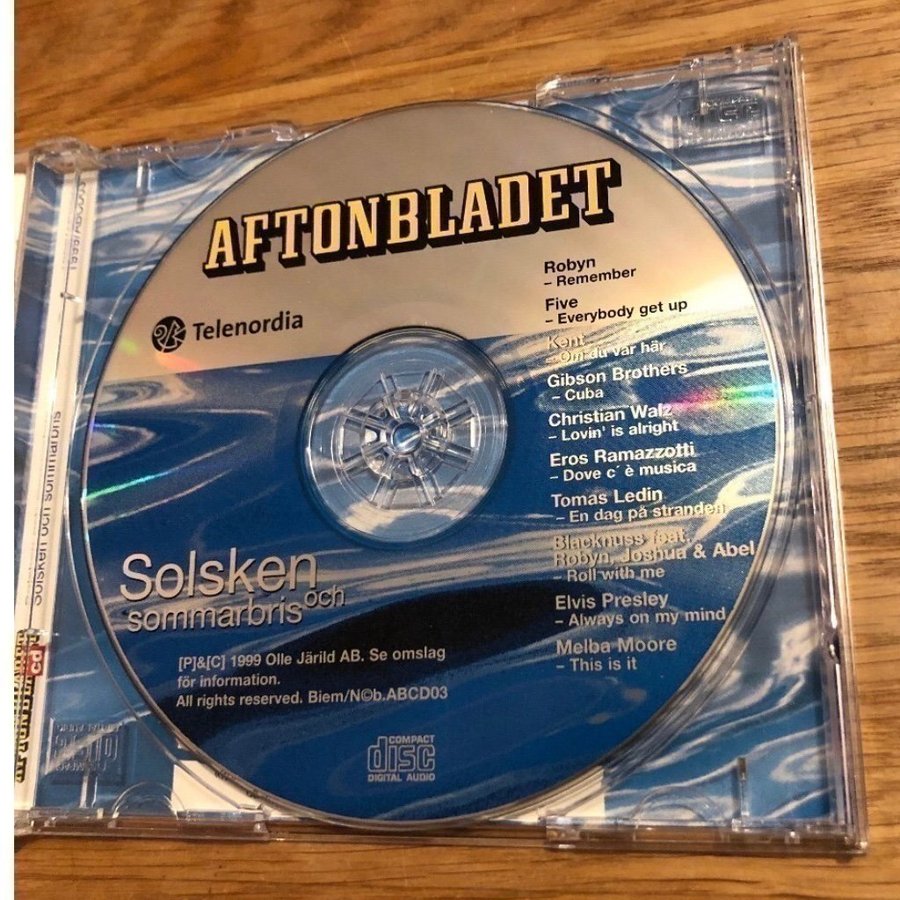 AFTONBLADET
Telenordia
Robyn
– Remember
Five
– Everybody get up
Kent
– Om du var här
Gibson Brothers
– Cuba
Christian Walz
– Lovin' is alright
Eros Ramazzotti
– Dove c´ è musica
Tomas Ledin
– En dag på stranden
Blacknuss feat.
Robyn, Joshua & Abel
– Roll with me
Elvis Presley
– Always on my mind
Melba Moore
– This is it
Solsken
och
sommarbris
[P]&[C] 1999 Olle Järild AB. Se omslag
för information.
All rights reserved. Biem/N©b.ABCD03
COMPACT
disc
DIGITAL AUDIO
Solsken och sommarbris
cd